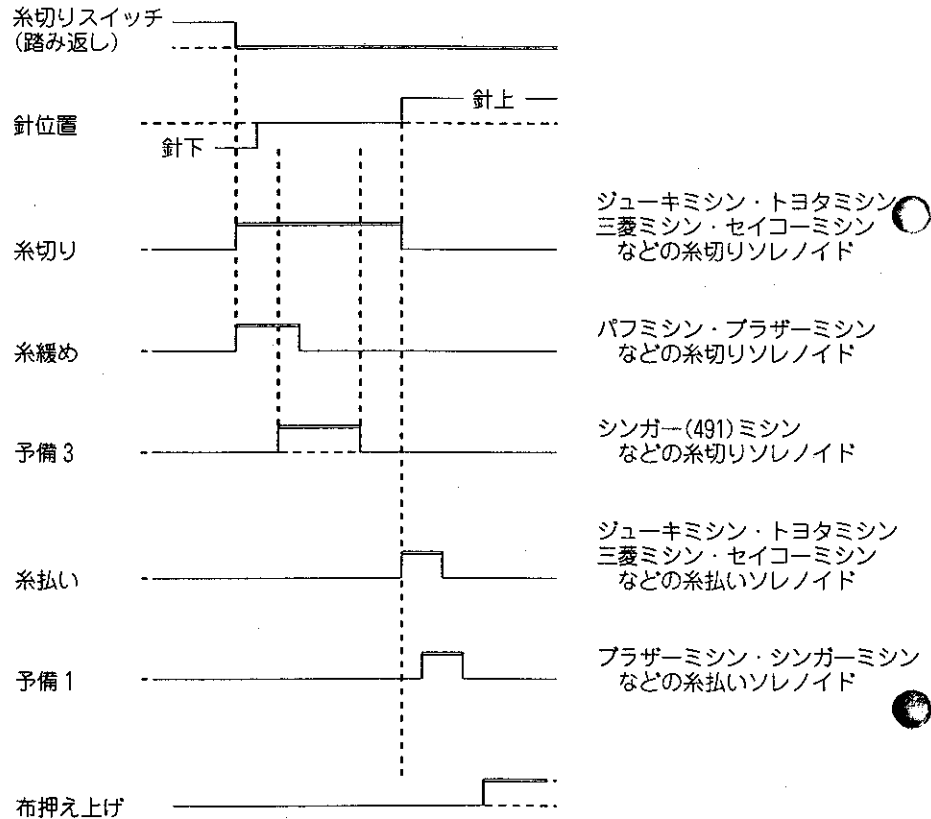 糸切りスイッチ
(踏み返し)
針上
針位置
針下
ジューキミシン・トヨタミシン
三菱ミシン・セイコーミシン
などの糸切りソレノイド
糸切り
パフミシン・ブラザーミシン
などの糸切りソレノイド
糸緩め
シンガー(491)ミシン
などの糸切りソレノイド
予備3
ジューキミシン・トヨタミシン
三菱ミシン・セイコーミシン
などの糸払いソレノイド
糸払い
ブラザーミシン・シンガーミシン
などの糸払いソレノイド
予備1
布押え上げ